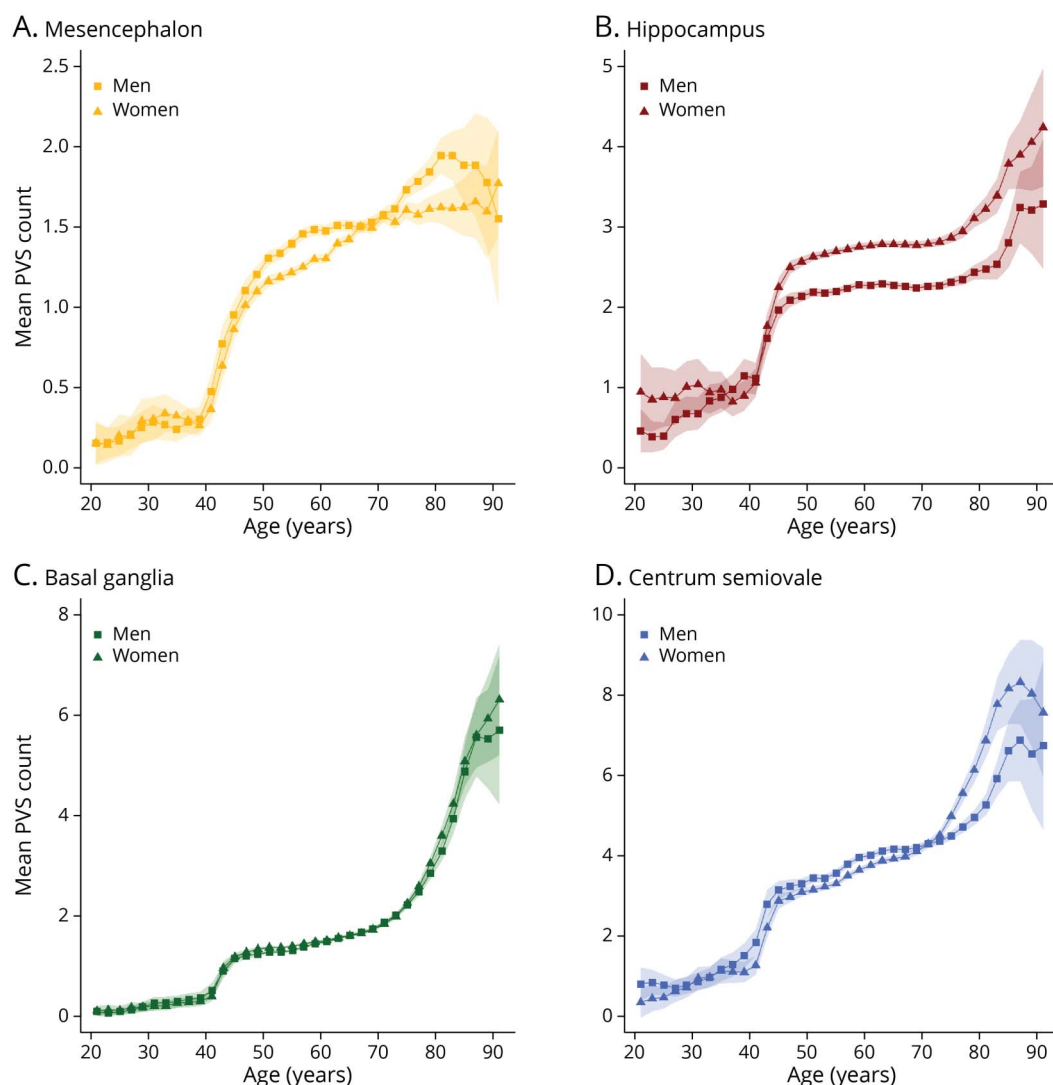 A. Mesencephalon
2.5
2.0
1.5
1.0
0.5
0.0
Mean PVS count
Men
Women
20 30 40 50 60 70 80 90
Age (years)
B. Hippocampus
5
4
3
2
1
0
Men
Women
20 30 40 50 60 70 80 90
Age (years)
C. Basal ganglia
8
6
4
2
0
Mean PVS count
Men
Women
20 30 40 50 60 70 80 90
Age (years)
D. Centrum semiovale
10
8
6
4
2
0
Men
Women
20 30 40 50 60 70 80 90
Age (years)